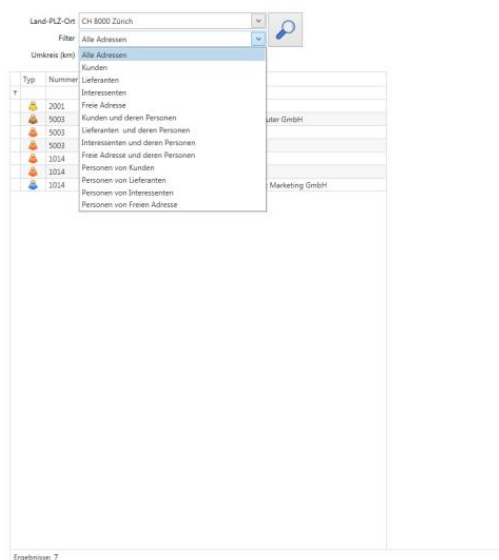 Land-PLZ-Ort CH 8000 Zürich
Filter Alle Adressen
Umkreis (km) Alle Adressen
Kunden
Typ Nummer Lieferanten
Interessenten
2001 Freie Adresse
5003 Kunden und deren Personen uter GmbH
5003 Lieferanten und deren Personen
5003 Interessenten und deren Personen
1014 Freie Adresse und deren Personen
1014 Personen von Kunden
Personen von Lieferanten
1014 Personen von Interessenten Marketing GmbH
Personen von Freien Adresse
Ergebnisse: 7